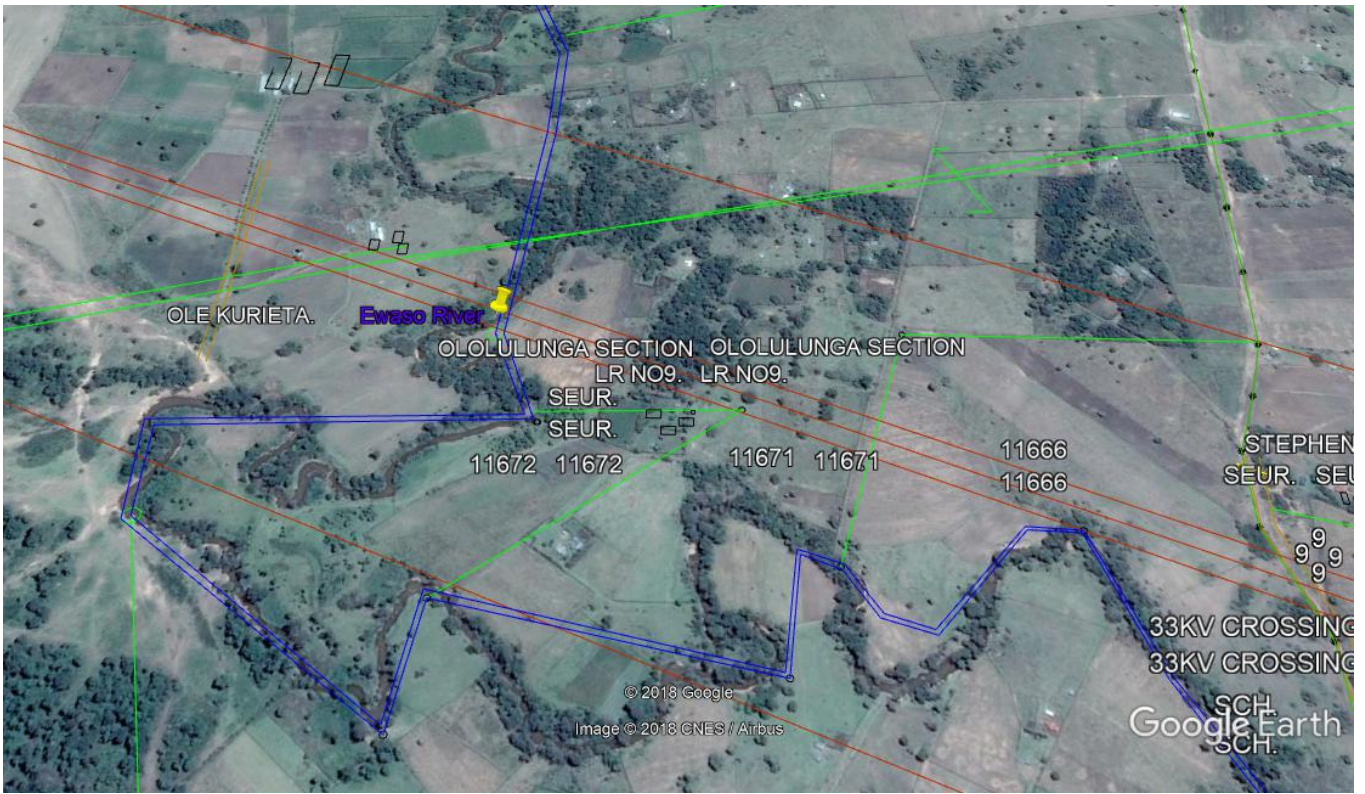 OLE KURIETA.
Ewaso River
OLOLULUNGA SECTION OLOLULUNGA SECTION
LR NO9. LR NO9.
SEUR.
SEUR.
11672 11672
11671 11671
11666
11666
STEPHEN
SEUR. SEU
9
9 9
9
33KV CROSSING
33KV CROSSING
SCH.
SCH.
© 2018 Google
Image © 2018 CNES / Airbus
Google Earth